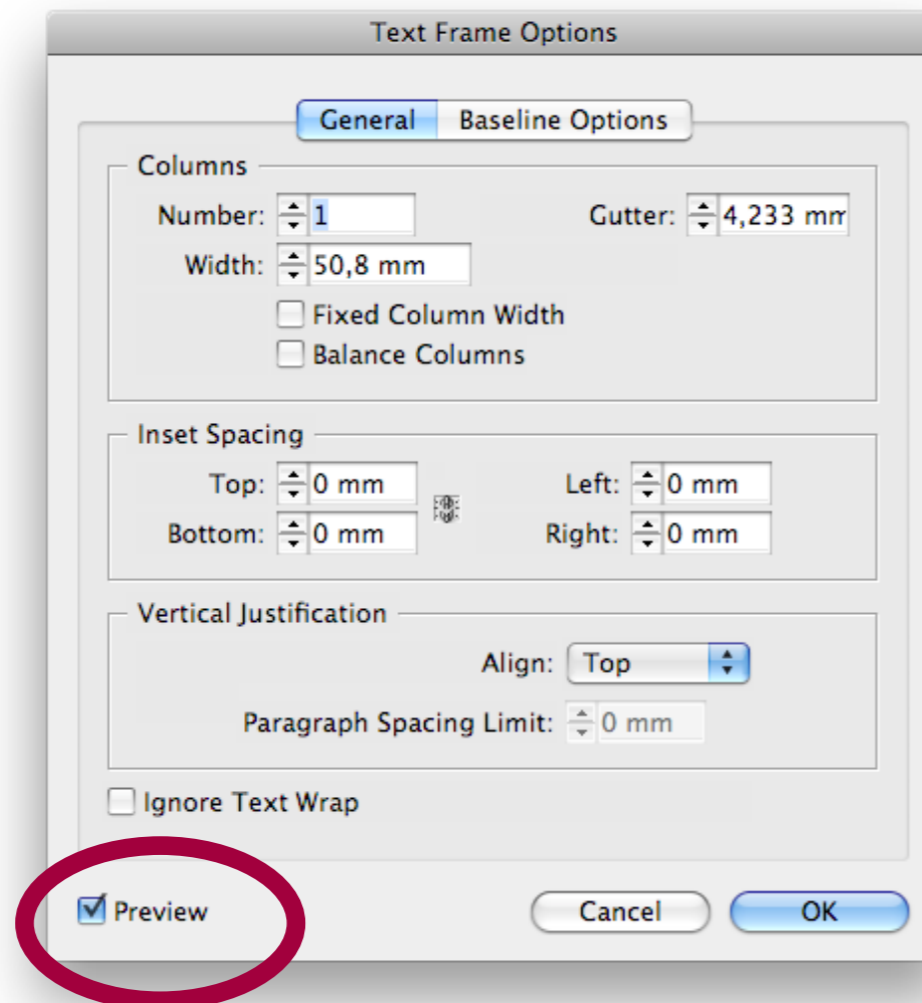 Text Frame Options
General Baseline Options
Columns
Number: 1 Gutter: 4,233 mm
Width: 50,8 mm
Fixed Column Width
Balance Columns
Inset Spacing
Top: 0 mm Left: 0 mm
Bottom: 0 mm Right: 0 mm
Vertical Justification
Align: Top
Paragraph Spacing Limit: 0 mm
Ignore Text Wrap
Preview Cancel OK